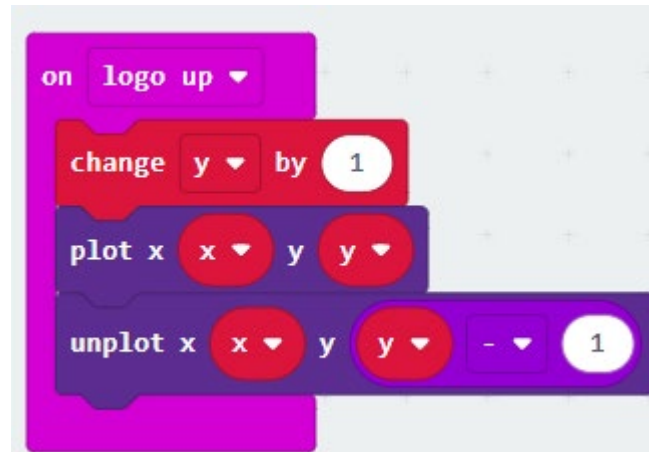 on logo up
change y by 1
plot x x y y
unplot x x y y - 1